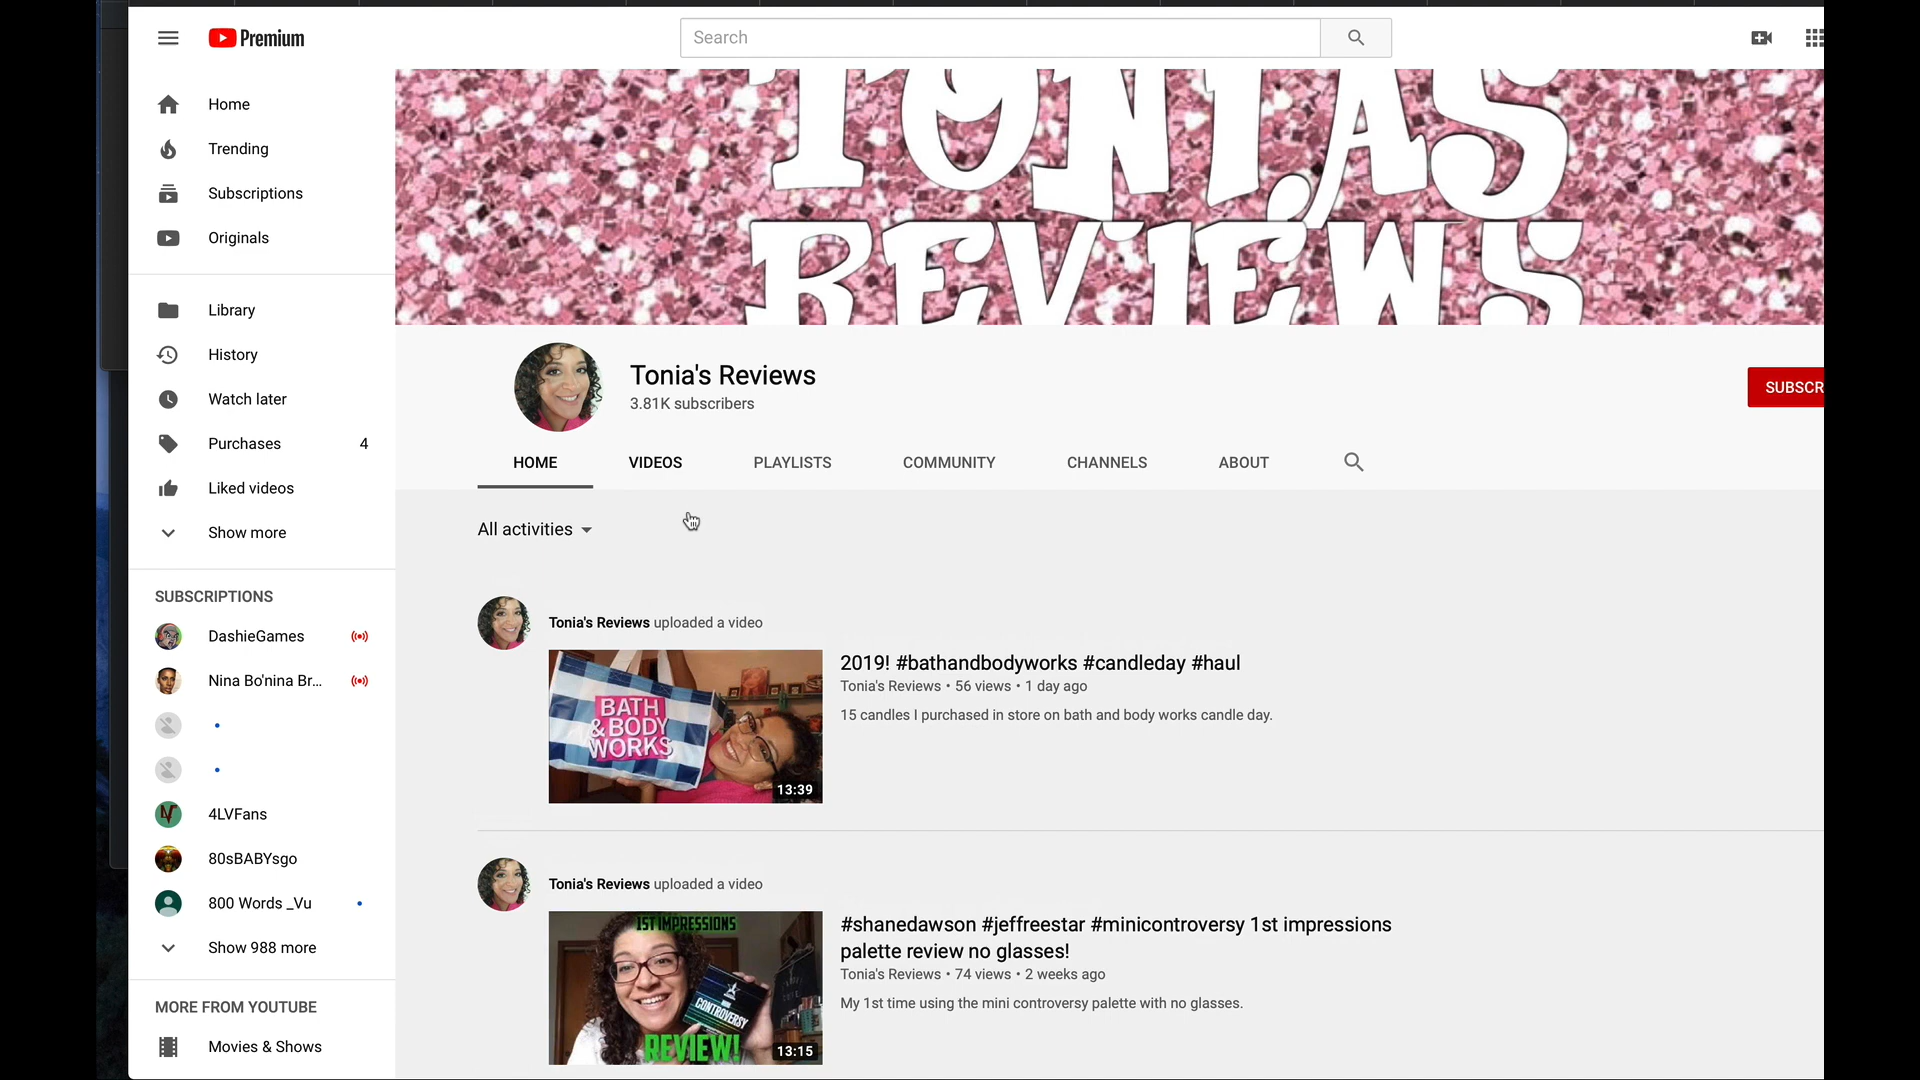 Premium
Search
Home
Trending
Subscriptions
Originals
Library
History
Watch later
Purchases 4
Liked videos
Show more
SUBSCRIPTIONS
DashieGames
Nina Bo'nina Br...
4LVFans
80sBABYsgo
800 Words _Vu
Show 988 more
MORE FROM YOUTUBE
Movies & Shows
TONIAS
REVIEWS
Tonia's Reviews
3.81K subscribers
SUBSCR
HOME VIDEOS PLAYLISTS COMMUNITY CHANNELS ABOUT
All activities
Tonia's Reviews uploaded a video
BATH
& BODY
WORKS
13:39
2019! #bathandbodyworks #candleday #haul
Tonia's Reviews • 56 views • 1 day ago
15 candles I purchased in store on bath and body works candle day.
Tonia's Reviews uploaded a video
1ST IMPRESSIONS
CONTROVERSY
REVIEW!
13:15
#shanedawson #jeffreestar #minicontroversy 1st impressions
palette review no glasses!
Tonia's Reviews • 74 views • 2 weeks ago
My 1st time using the mini controversy palette with no glasses.